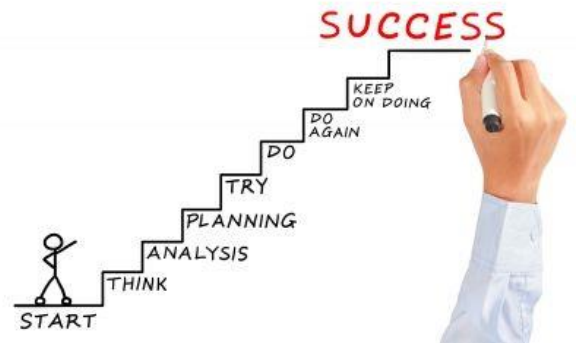 SUCCESS
KEEP
ON DOING
DO
AGAIN
DO
TRY
PLANNING
ANALYSIS
THINK
START